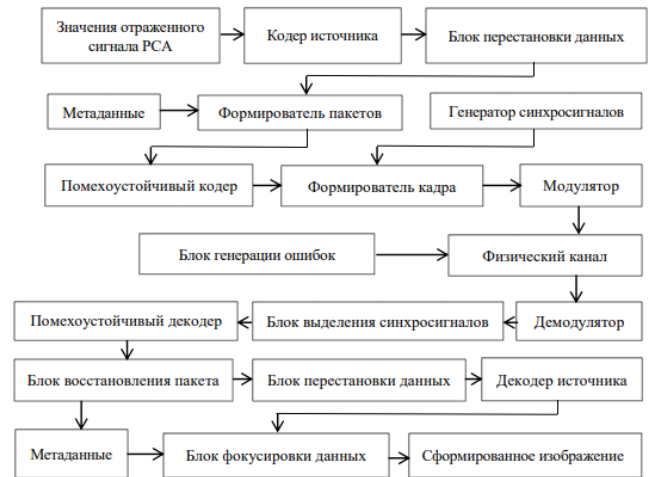 Значения отраженного
сигнала РСА
Кодер источника
Блок перестановки данных
Метаданные
Формирователь пакетов
Генератор синхросигналов
Помехоустойчивый кодер
Формирователь кадра
Модулятор
Блок генерации ошибок
Физический канал
Помехоустойчивый декодер
Блок выделения синхросигналов
Демодулятор
Блок восстановления пакета
Блок перестановки данных
Декодер источника
Метаданные
Блок фокусировки данных
Сформированное изображение